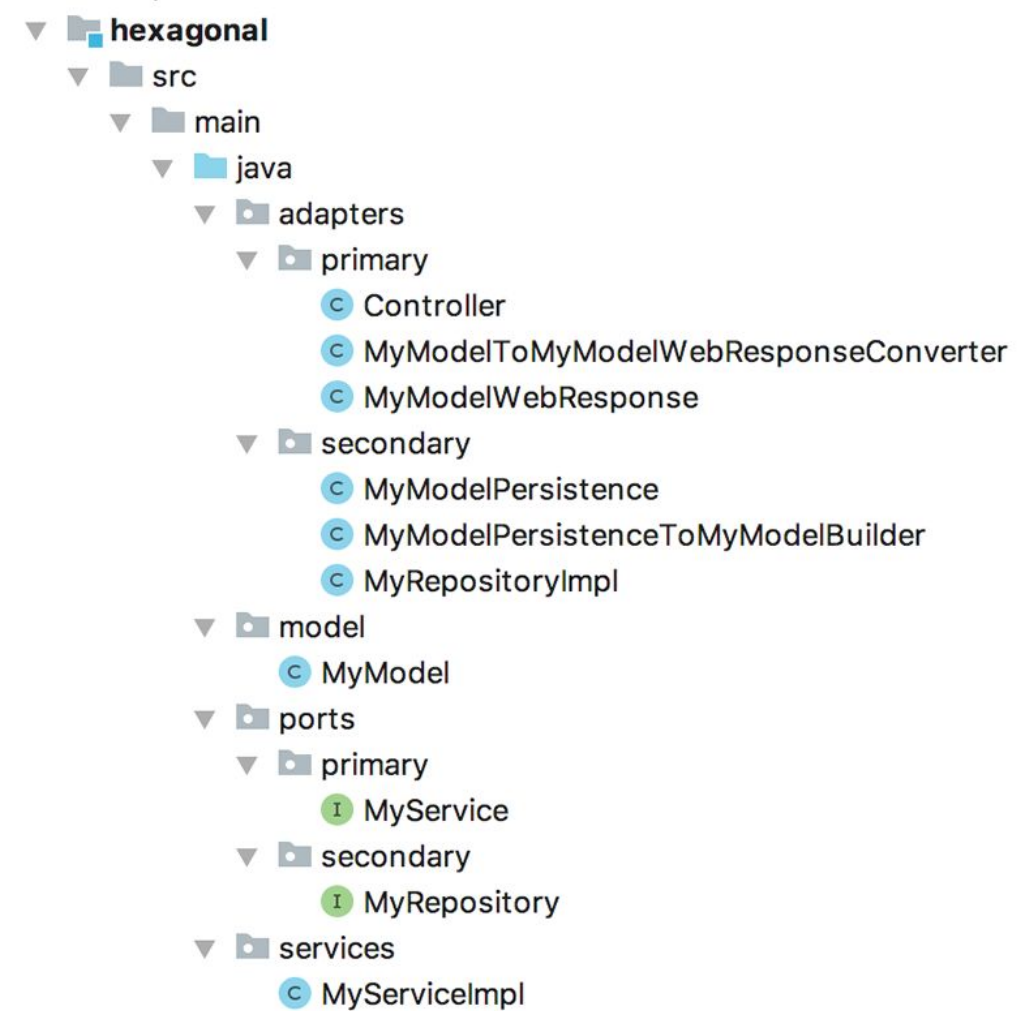 hexagonal
src
main
java
adapters
primary
C Controller
C MyModelToMyModelWebResponseConverter
C MyModelWebResponse
secondary
C MyModelPersistence
C MyModelPersistenceToMyModelBuilder
C MyRepositoryImpl
model
C MyModel
ports
primary
I MyService
secondary
I MyRepository
services
C MyServiceImpl